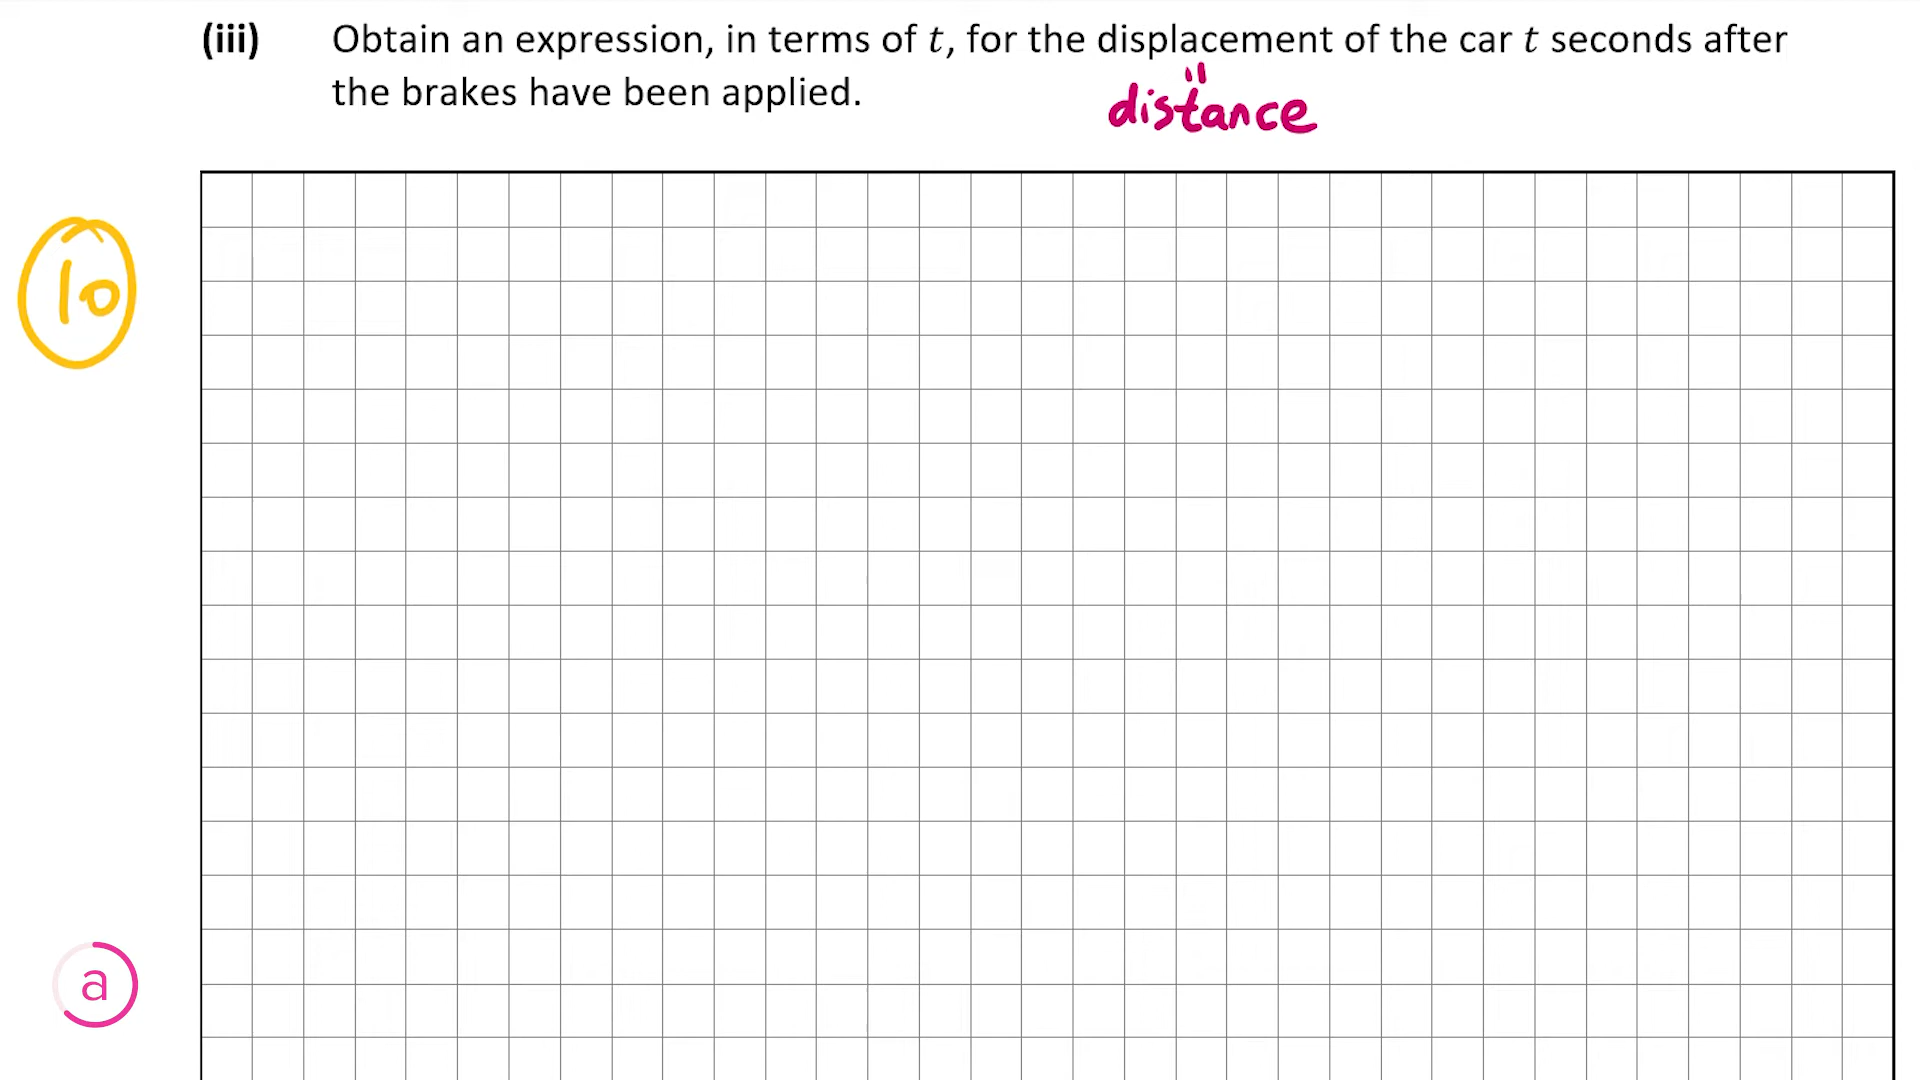 (iii) Obtain an expression, in terms of t, for the displacement of the car t seconds after
the brakes have been applied.
"
distance
10
a